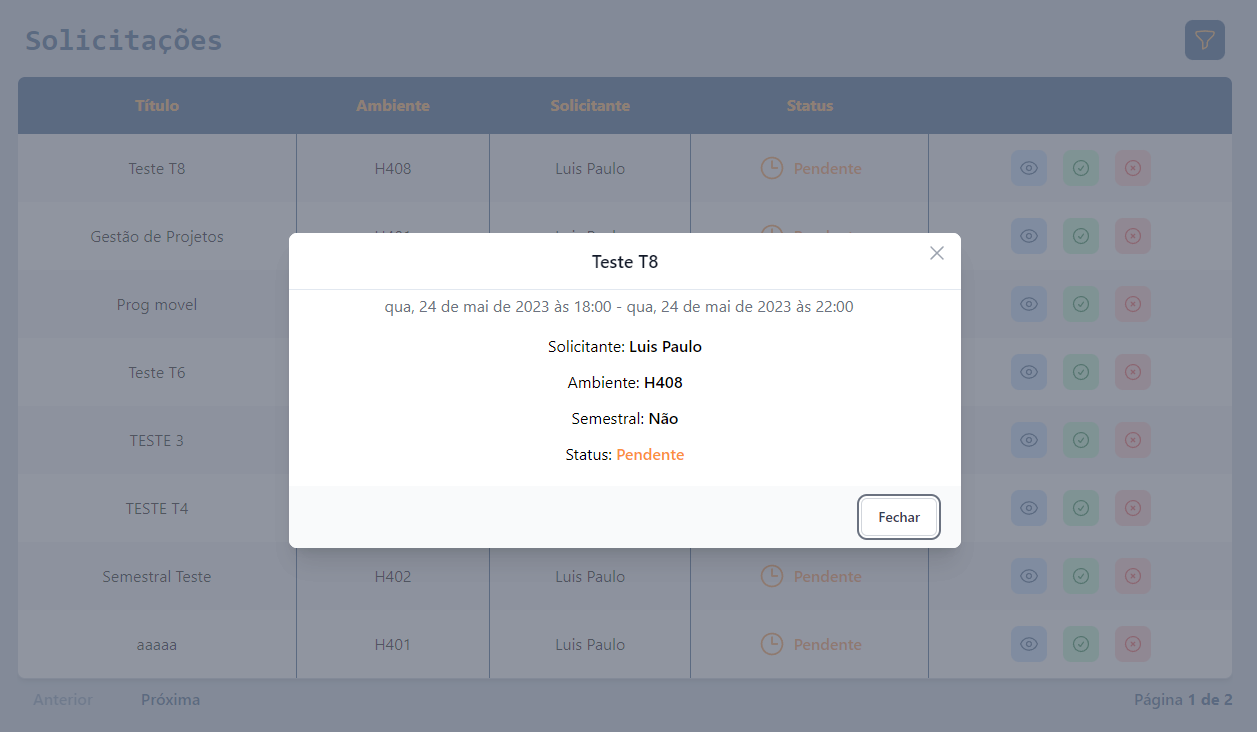 Solicitações
Título Ambiente Solicitante Status
Teste T8 H408 Luis Paulo Pendente
Gestão de Projetos
Prog movel
Teste T6
TESTE 3
TESTE T4
Teste T8
qua, 24 de mai de 2023 às 18:00 - qua, 24 de mai de 2023 às 22:00
Solicitante: Luis Paulo
Ambiente: H408
Semestral: Não
Status: Pendente
Fechar
Semestral Teste H402 Luis Paulo Pendente
aaaaa H401 Luis Paulo Pendente
Anterior Próxima Página 1 de 2